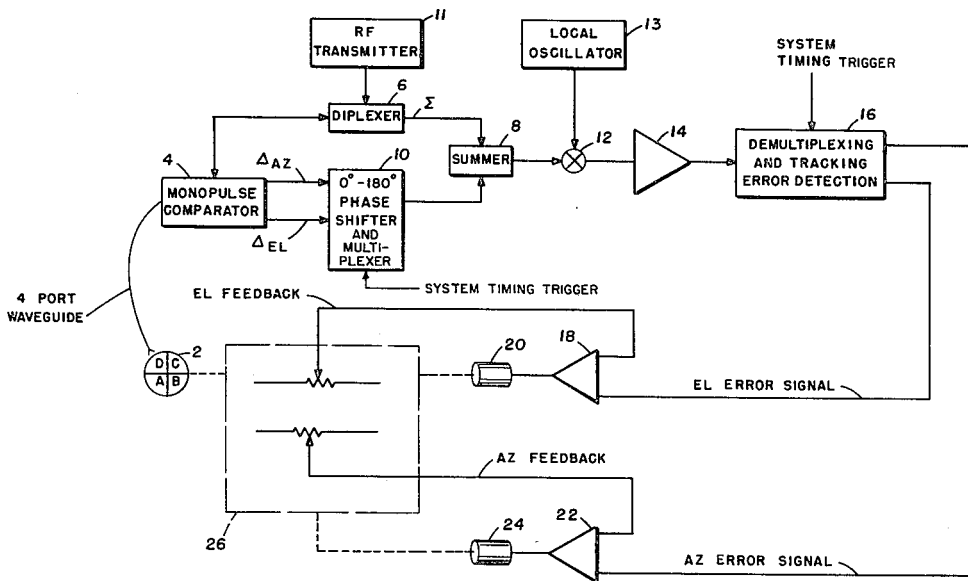 11
RF
TRANSMITTER
13
LOCAL
OSCILLATOR
SYSTEM
TIMING TRIGGER
6
DIPLEXER
Σ
8
SUMMER
12
14
16
DEMULTIPLEXING
AND TRACKING
ERROR DETECTION
4
MONOPULSE
COMPARATOR
Δ AZ
Δ EL
10
0°-180°
PHASE
SHIFTER
AND
MULTI-
PLEXER
SYSTEM TIMING TRIGGER
4 PORT
WAVEGUIDE
EL FEEDBACK
2
D C
A B
20
18
EL ERROR SIGNAL
AZ FEEDBACK
26
24
22
AZ ERROR SIGNAL